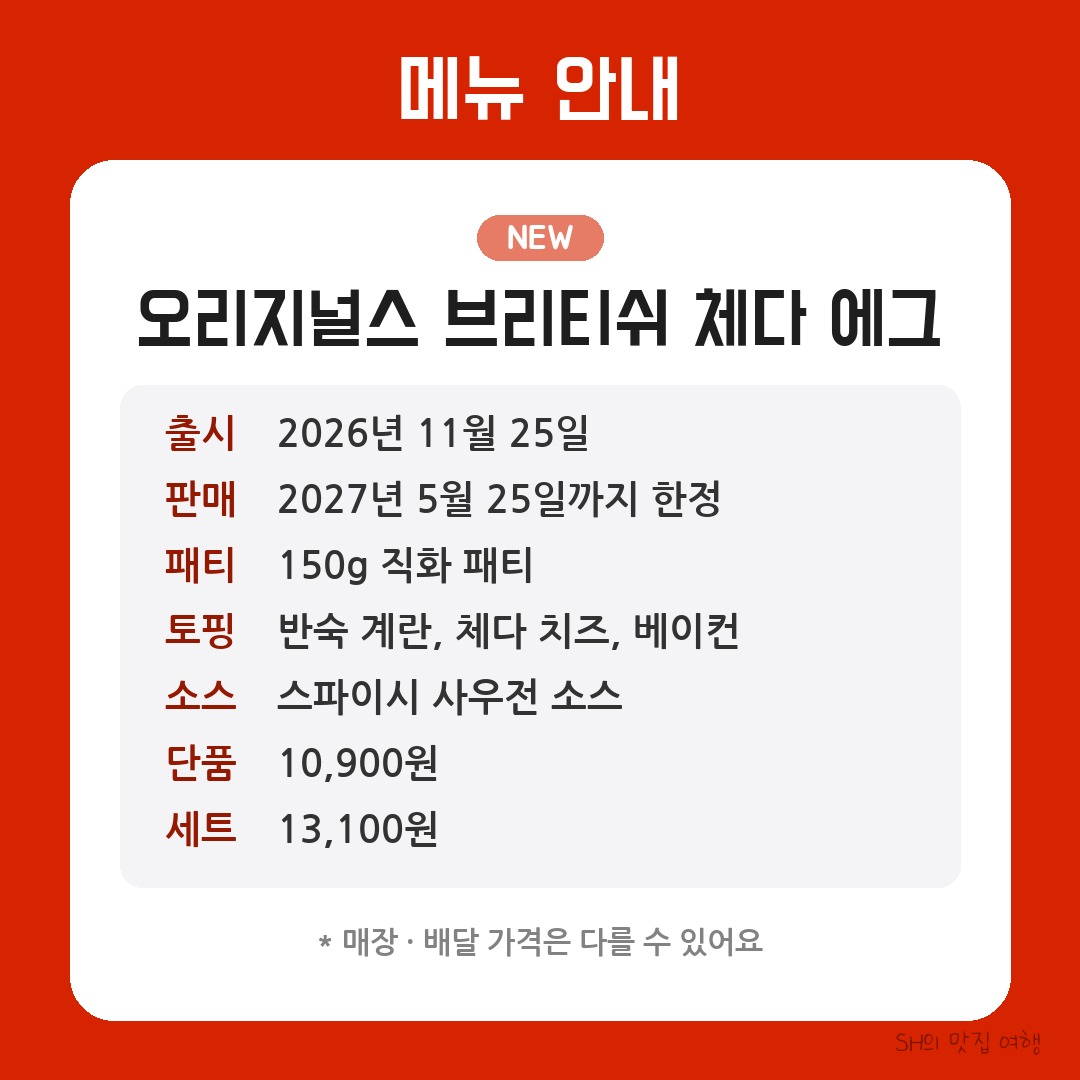 메뉴 안내
NEW
오리지널스 브리티쉬 체다 에그
출시 2026년 11월 25일
판매 2027년 5월 25일까지 한정
패티 150g 직화 패티
토핑 반숙 계란, 체다 치즈, 베이컨
소스 스파이시 사우전 소스
단품 10,900원
세트 13,100원
* 매장 · 배달 가격은 다를 수 있어요
SH의 맛집 여행